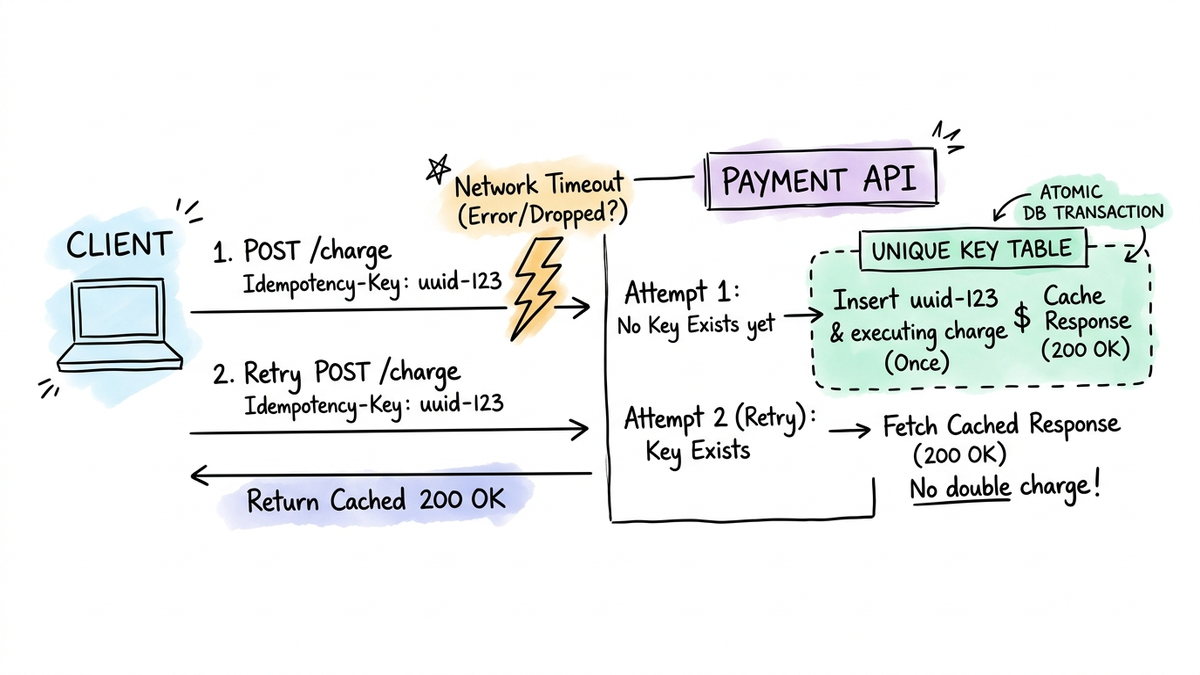 CLIENT
1. POST /charge
Idempotency-Key: uuid-123
2. Retry POST /charge
Idempotency-Key: uuid-123
Return Cached 200 OK
Network Timeout
(Error/Dropped?)
PAYMENT API
ATOMIC
DB TRANSACTION
UNIQUE KEY TABLE
Attempt 1:
No Key Exists yet
Insert uuid-123
& executing charge
(Once)
$
Cache
Response
(200 OK)
Attempt 2 (Retry):
Key Exists
Fetch Cached Response
(200 OK)
No double charge!